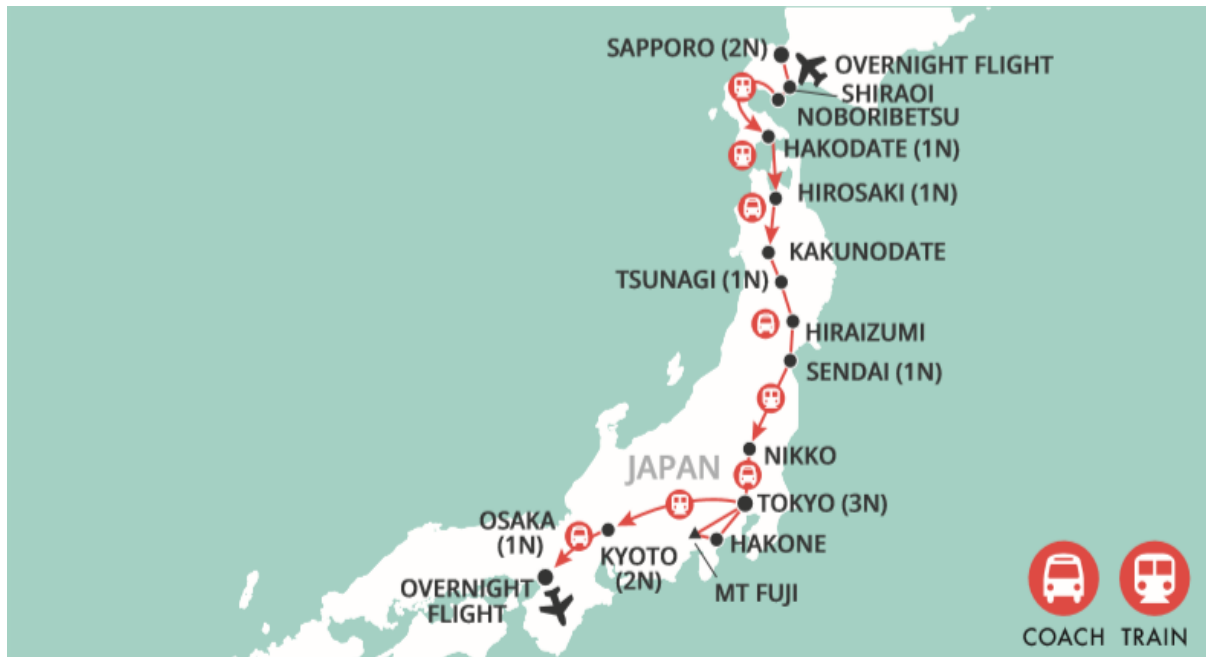 SAPPORO (2N)
OVERNIGHT FLIGHT
SHIRAOI
NOBORIBETSU
HAKODATE (1N)
HIROSAKI (1N)
KAKUNODATE
TSUNAGI (1N)
HIRAIZUMI
SENDAI (1N)
NIKKO
JAPAN
TOKYO (3N)
OSAKA
(1N)
HAKONE
KYOTO
(2N)
MT FUJI
OVERNIGHT
FLIGHT
COACH TRAIN